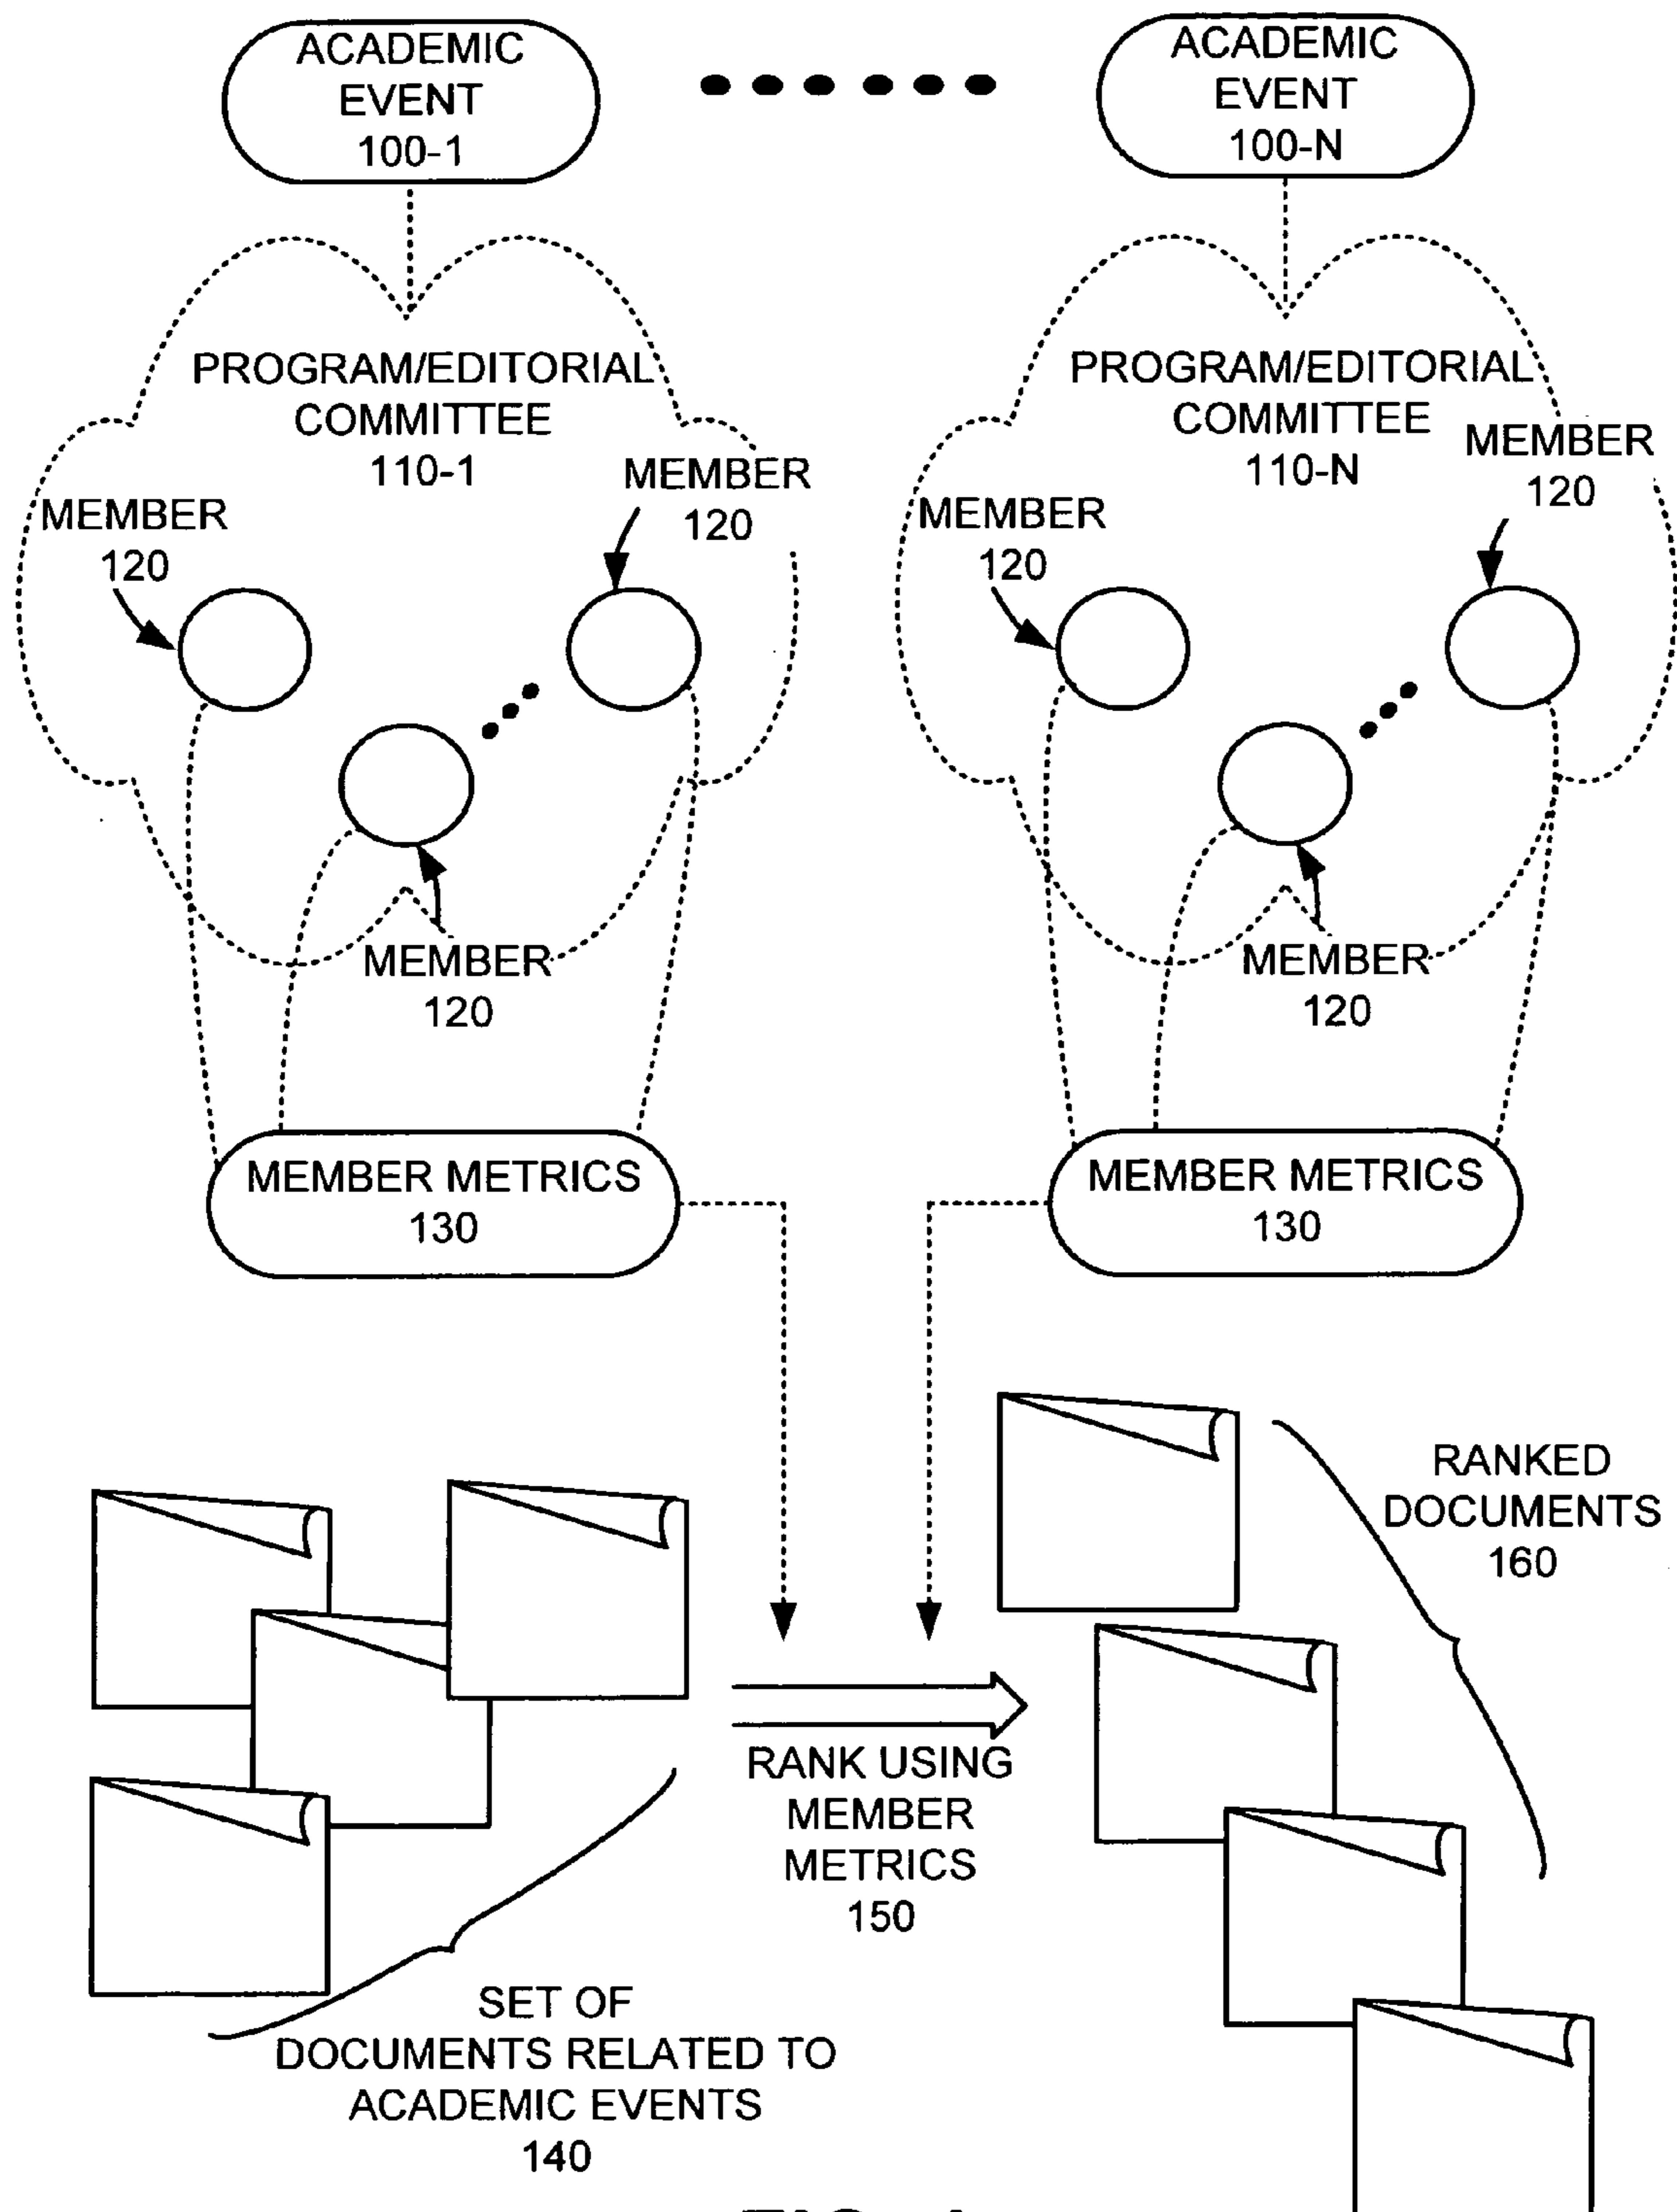 ACADEMIC
EVENT
100-1
ACADEMIC
EVENT
100-N
PROGRAM/EDITORIAL
COMMITTEE
110-1
MEMBER
120
MEMBER
120
MEMBER
120
PROGRAM/EDITORIAL
COMMITTEE
110-N
MEMBER
120
MEMBER
120
MEMBER
120
MEMBER METRICS
130
MEMBER METRICS
130
RANKED
DOCUMENTS
160
RANK USING
MEMBER
METRICS
150
SET OF
DOCUMENTS RELATED TO
ACADEMIC EVENTS
140